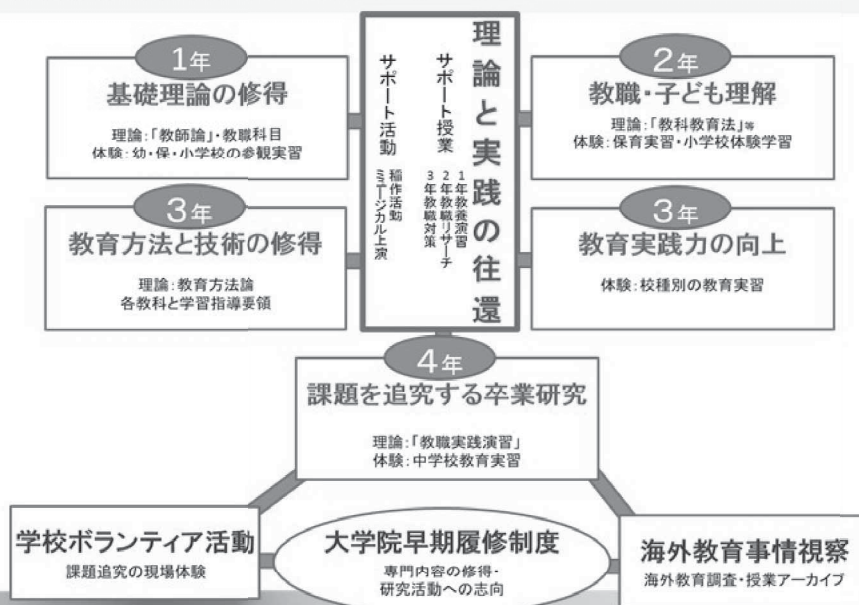 1年
基礎理論の修得
理論:「教師論」・教職科目
体験:幼・保・小学校の参観実習
理論と実践の往還
サポート授業
1年教養演習
2年教職リサーチ
3年教職対策
サポート活動
稲作活動
ミュージカル上演
2年
教職・子ども理解
理論:「教科教育法」等
体験:保育実習・小学校体験学習
3年
教育方法と技術の修得
理論:教育方法論
各教科と学習指導要領
3年
教育実践力の向上
体験:校種別の教育実習
4年
課題を追究する卒業研究
理論:「教職実践演習」
体験:中学校教育実習
学校ボランティア活動
課題追究の現場体験
大学院早期履修制度
専門内容の修得・
研究活動への志向
海外教育事情視察
海外教育調査・授業アーカイブ